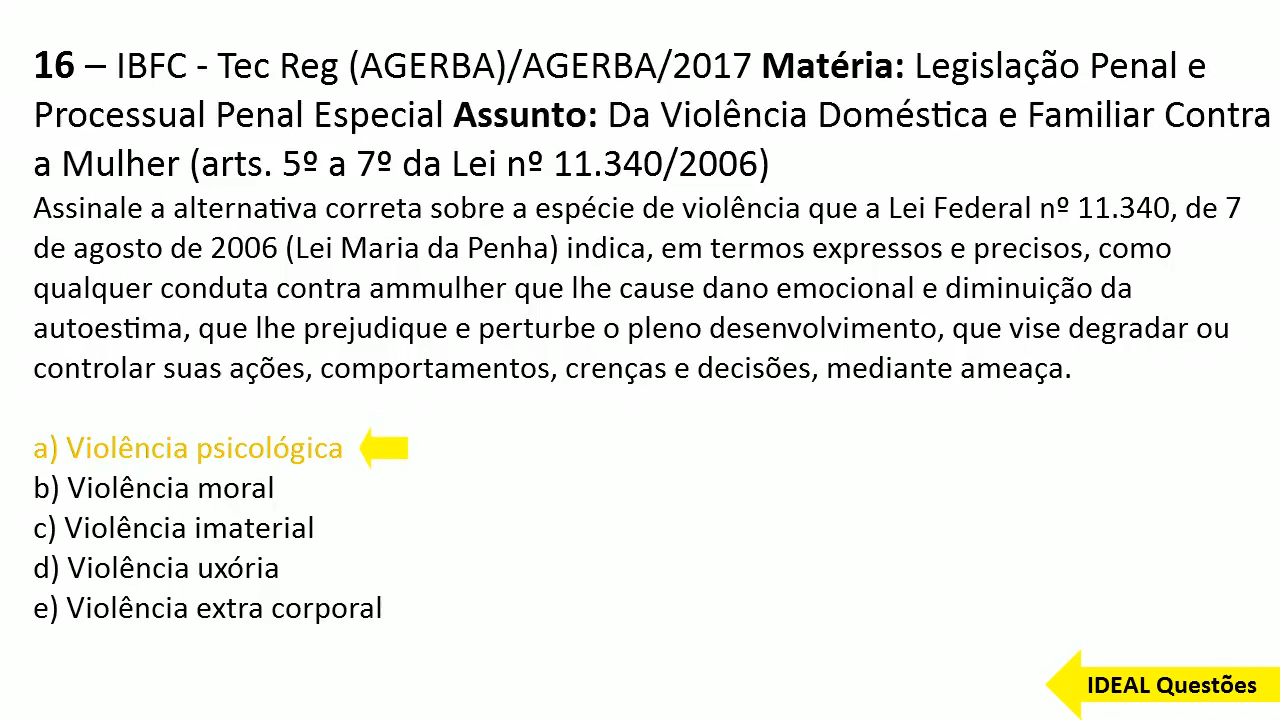 16 – IBFC - Tec Reg (AGERBA)/AGERBA/2017 Matéria: Legislação Penal e
Processual Penal Especial Assunto: Da Violência Doméstica e Familiar Contra
a Mulher (arts. 5º a 7º da Lei nº 11.340/2006)
Assinale a alternativa correta sobre a espécie de violência que a Lei Federal nº 11.340, de 7
de agosto de 2006 (Lei Maria da Penha) indica, em termos expressos e precisos, como
qualquer conduta contra ammulher que lhe cause dano emocional e diminuição da
autoestima, que lhe prejudique e perturbe o pleno desenvolvimento, que vise degradar ou
controlar suas ações, comportamentos, crenças e decisões, mediante ameaça.
a) Violência psicológica
b) Violência moral
c) Violência imaterial
d) Violência uxória
e) Violência extra corporal
IDEAL Questões